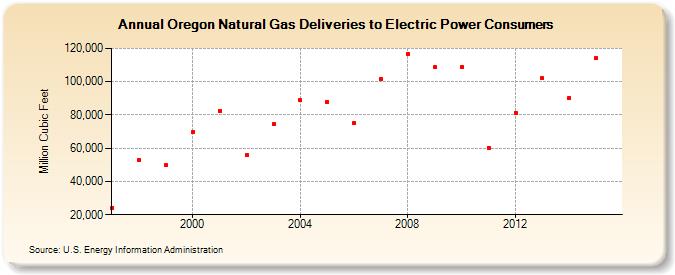 Annual Oregon Natural Gas Deliveries to Electric Power Consumers
Million Cubic Feet
120,000
100,000
80,000
60,000
40,000
20,000
2000 2004 2008 2012
Source: U.S. Energy Information Administration